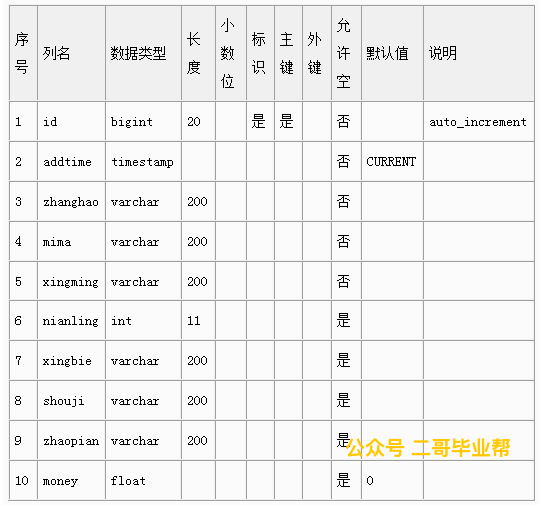 序号 列名 数据类型 长度 小数位 标识 主键 外键 允许空 默认值 说明
1 id bigint 20 是 是 否 auto_increment
2 addtime timestamp 否 CURRENT
3 zhanghao varchar 200 否
4 mima varchar 200 否
5 xingming varchar 200 否
6 nianling int 11 是
7 xingbie varchar 200 是
8 shouji varchar 200 是
9 zhaopian varchar 200 是
公众号 二哥毕业帮
10 money float 是 0